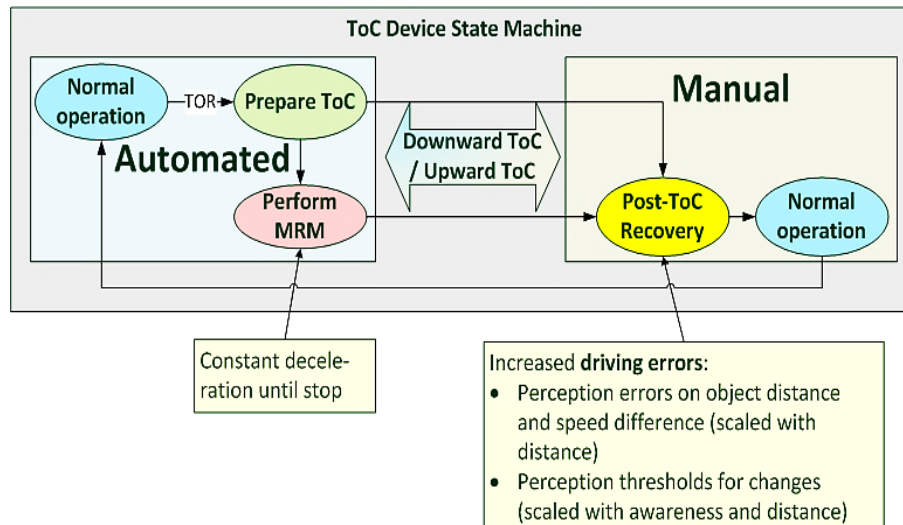 ToC Device State Machine
Normal
operation
TOR
Prepare ToC
Automated
Perform
MRM
Downward ToC
/ Upward ToC
Manual
Post-ToC
Recovery
Normal
operation
Constant decele-
ration until stop
Increased driving errors:
• Perception errors on object distance
and speed difference (scaled with
distance)
• Perception thresholds for changes
(scaled with awareness and distance)